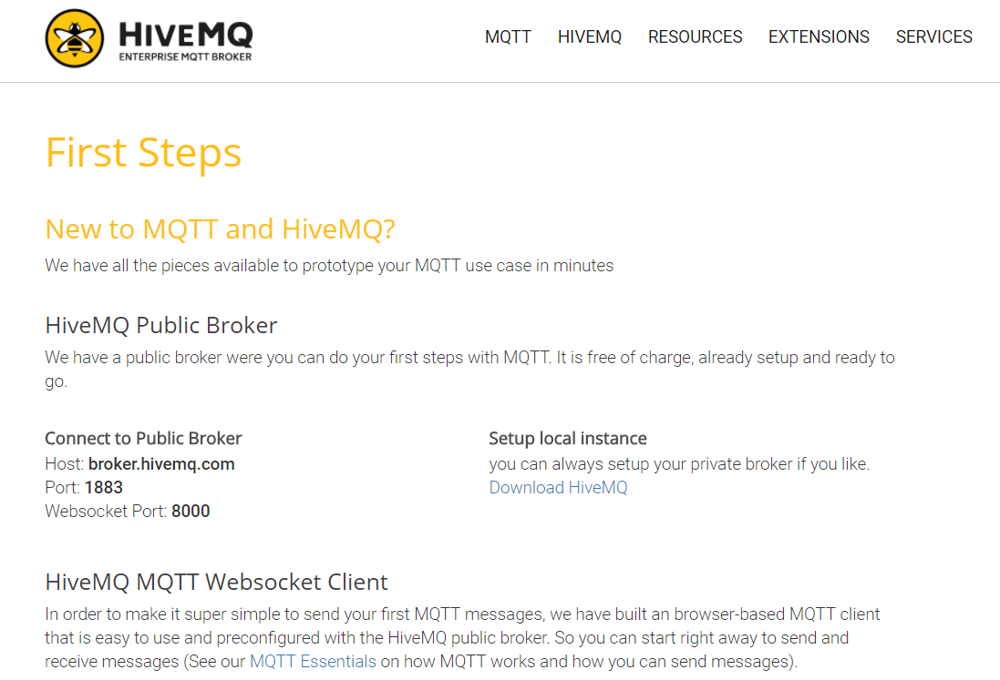 HIVEMQ
ENTERPRISE MQTT BROKER
MQTT HIVEMQ RESOURCES EXTENSIONS SERVICES
First Steps
New to MQTT and HiveMQ?
We have all the pieces available to prototype your MQTT use case in minutes
HiveMQ Public Broker
We have a public broker were you can do your first steps with MQTT. It is free of charge, already setup and ready to
go.
Connect to Public Broker
Host: broker.hivemq.com
Port: 1883
Websocket Port: 8000
Setup local instance
you can always setup your private broker if you like.
Download HiveMQ
HiveMQ MQTT Websocket Client
In order to make it super simple to send your first MQTT messages, we have built an browser-based MQTT client
that is easy to use and preconfigured with the HiveMQ public broker. So you can start right away to send and
receive messages (See our MQTT Essentials on how MQTT works and how you can send messages).